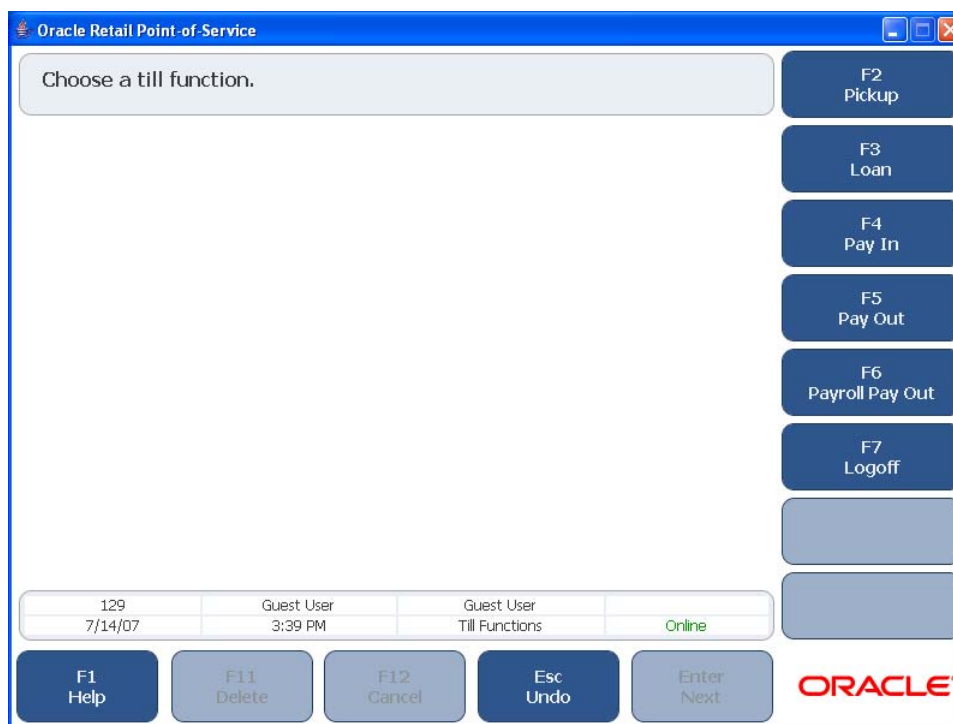 Oracle Retail Point-of-Service
Choose a till function.
F2
Pickup
F3
Loan
F4
Pay In
F5
Pay Out
F6
Payroll Pay Out
F7
Logoff
129 Guest User Guest User
7/14/07 3:39 PM Till Functions Online
F1
Help
F11
Delete
F12
Cancel
Esc
Undo
Enter
Next
ORACLE